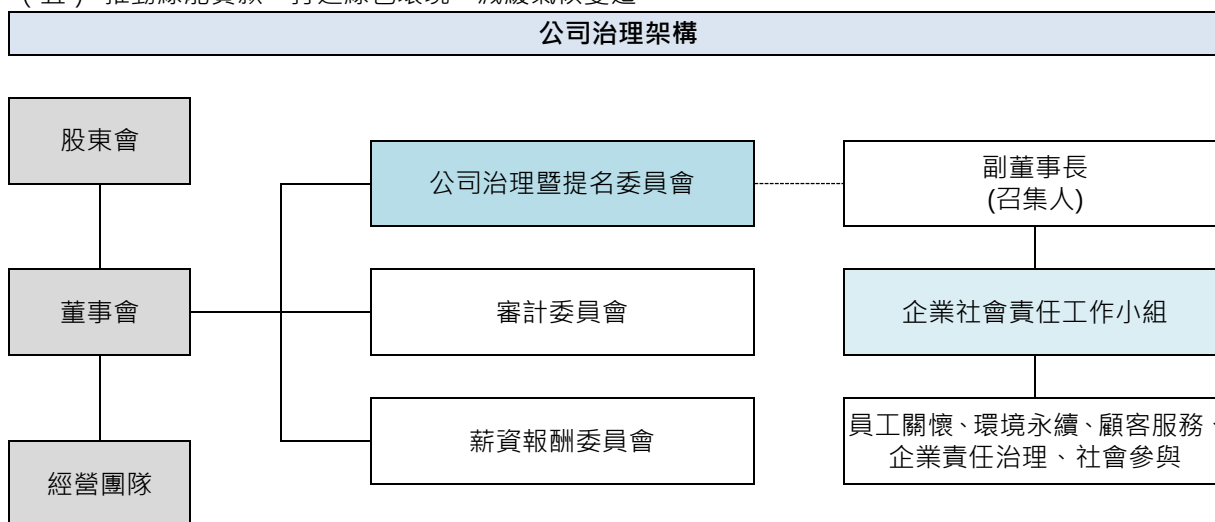 公司治理架構
股東會
公司治理暨提名委員會
副董事長
(召集人)
董事會
審計委員會
企業社會責任工作小組
薪資報酬委員會
員工關懷、環境永續、顧客服務、
企業責任治理、社會參與
經營團隊